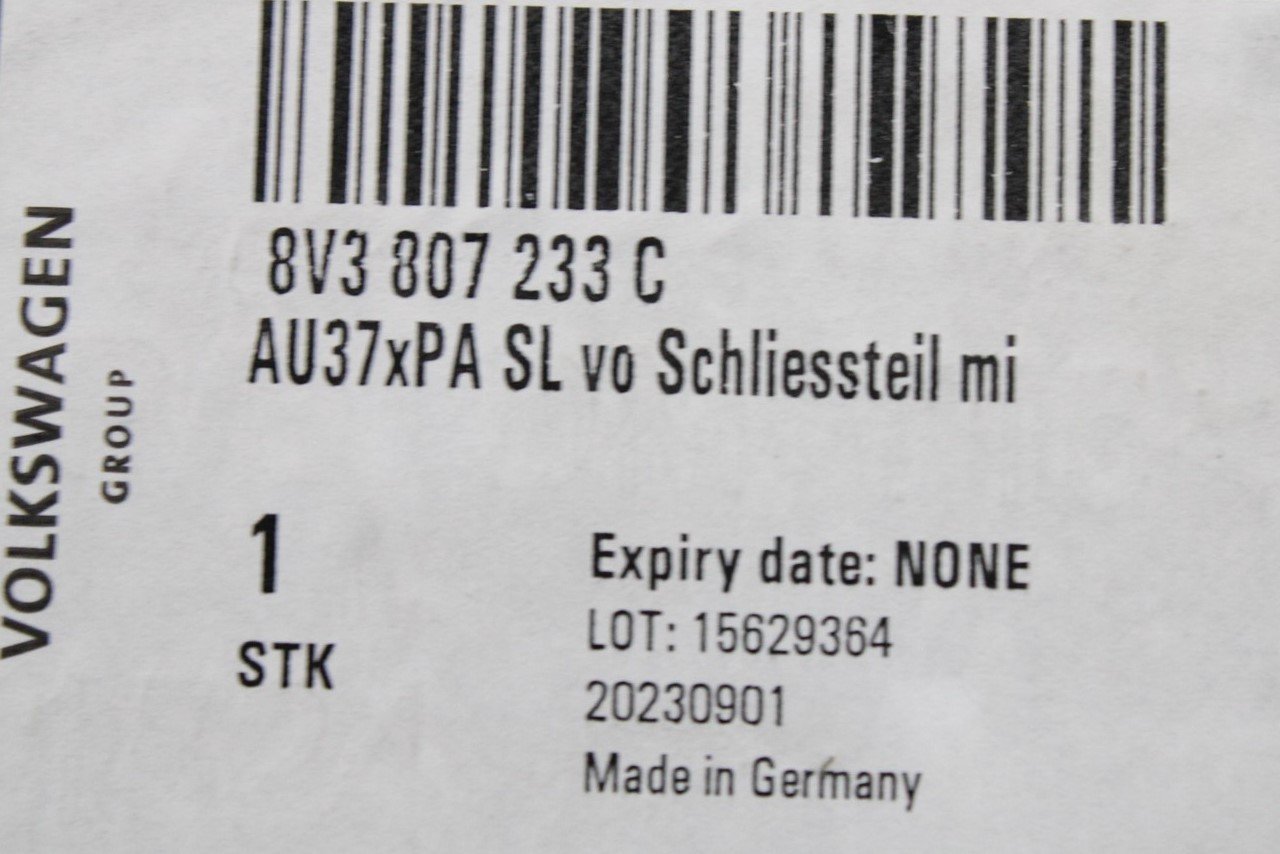 8V3 807 233 C
AU37xPA SL vo Schliessteil mi
VOLKSWAGEN
GROUP
1
STK
Expiry date: NONE
LOT: 15629364
20230901
Made in Germany